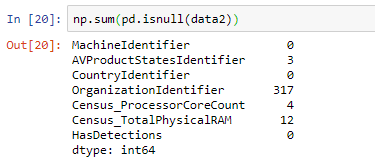 In [20]: np.sum(pd.isnull(data2))
Out[20]: MachineIdentifier 0
AVProductStatesIdentifier 3
CountryIdentifier 0
OrganizationIdentifier 317
Census_ProcessorCoreCount 4
Census_TotalPhysicalRAM 12
HasDetections 0
dtype: int64